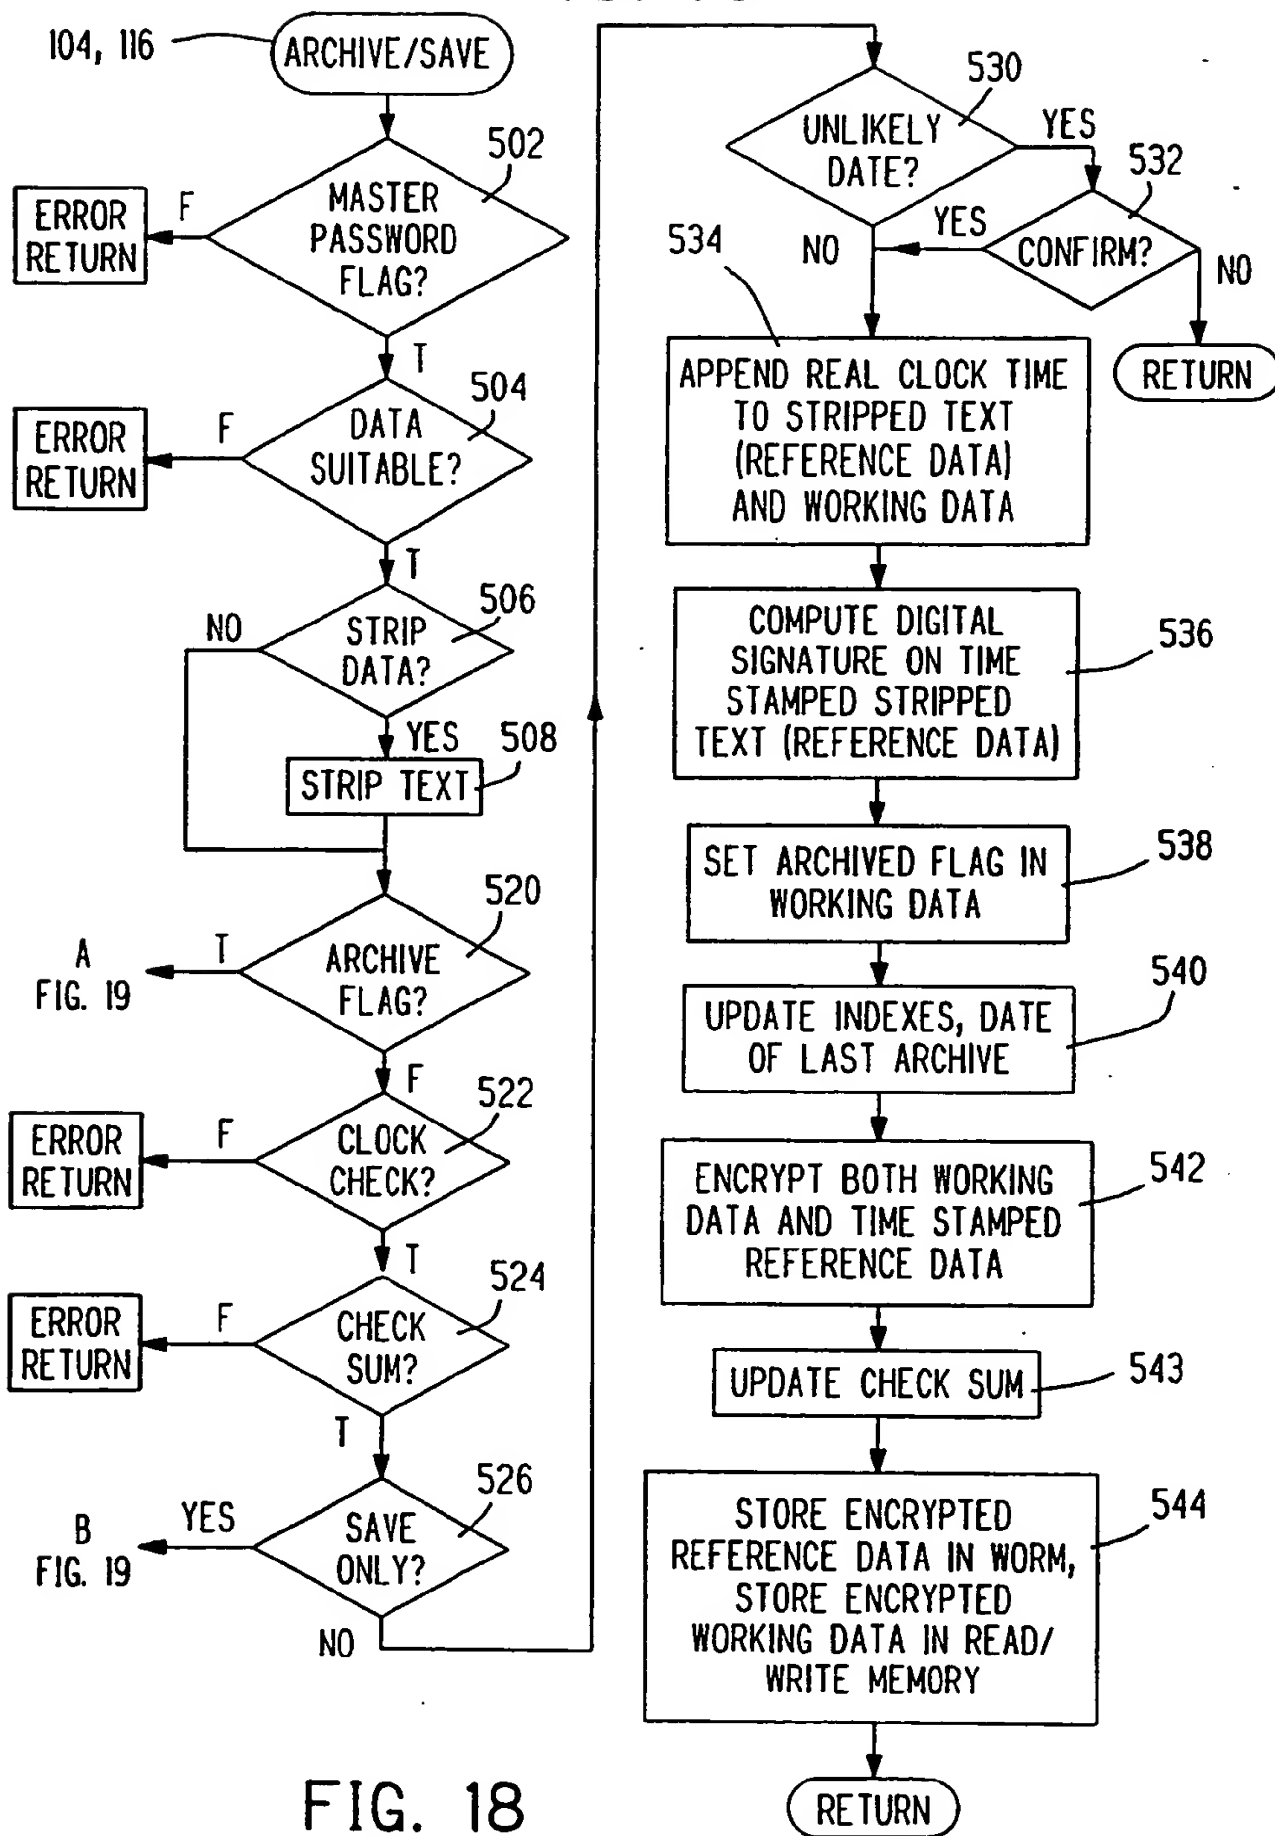 104, 116
ARCHIVE/SAVE
502
MASTER
PASSWORD
FLAG?
F
ERROR
RETURN
T
504
DATA
SUITABLE?
F
ERROR
RETURN
T
506
STRIP
DATA?
NO
YES
508
STRIP TEXT
520
ARCHIVE
FLAG?
T
A
FIG. 19
F
522
CLOCK
CHECK?
F
ERROR
RETURN
T
524
CHECK
SUM?
F
ERROR
RETURN
T
526
SAVE
ONLY?
YES
B
FIG. 19
NO
530
UNLIKELY
DATE?
YES
532
CONFIRM?
YES
NO
NO
RETURN
534
APPEND REAL CLOCK TIME
TO STRIPPED TEXT
(REFERENCE DATA)
AND WORKING DATA
COMPUTE DIGITAL
SIGNATURE ON TIME
STAMPED STRIPPED
TEXT (REFERENCE DATA)
536
SET ARCHIVED FLAG IN
WORKING DATA
538
UPDATE INDEXES, DATE
OF LAST ARCHIVE
540
ENCRYPT BOTH WORKING
DATA AND TIME STAMPED
REFERENCE DATA
542
UPDATE CHECK SUM
543
STORE ENCRYPTED
REFERENCE DATA IN WORM,
STORE ENCRYPTED
WORKING DATA IN READ/
WRITE MEMORY
544
RETURN
FIG. 18